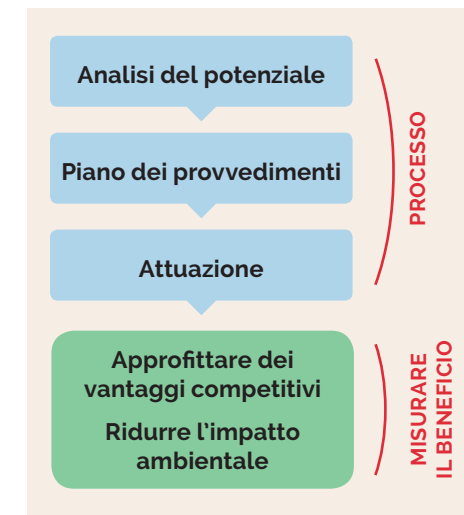 Analisi del potenziale
Piano dei provvedimenti
Attuazione
PROCESSO
Approfittare dei
vantaggi competitivi
Ridurre l’impatto
ambientale
MISURARE
IL BENEFICIO